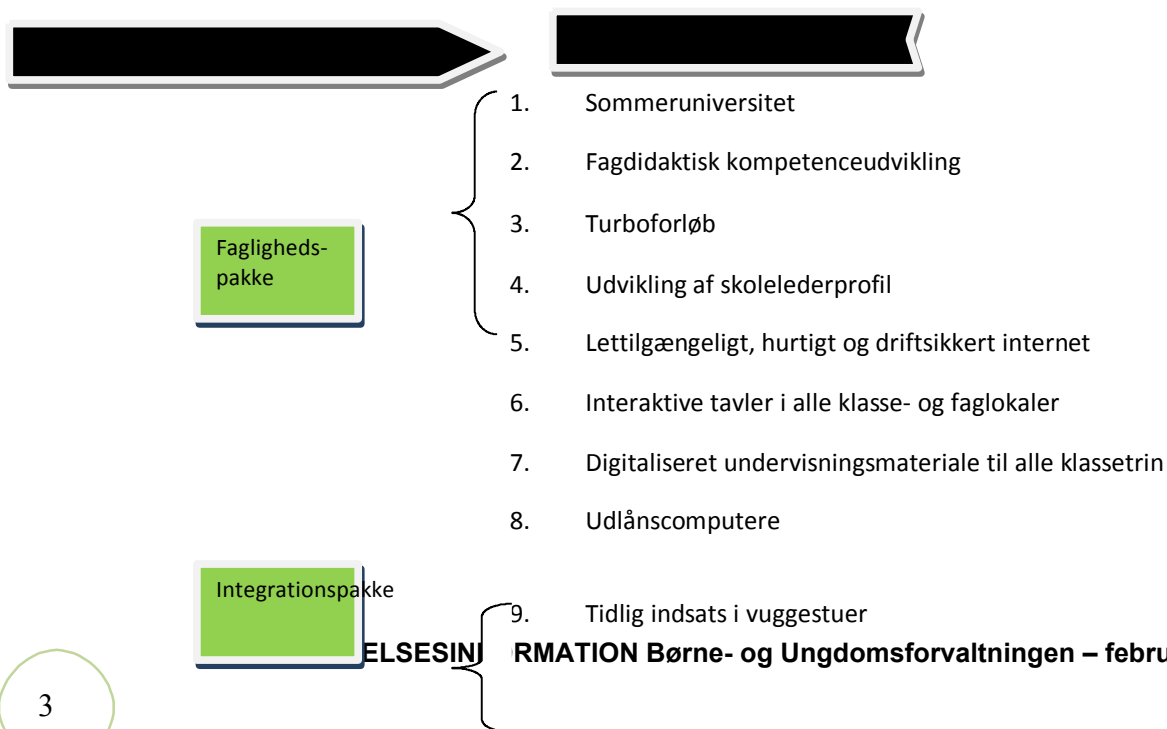 1. Sommeruniversitet
2. Fagdidaktisk kompetenceudvikling
Fagligheds-
pakke
3. Turboforløb
4. Udvikling af skolelederprofil
5. Lettilgængeligt, hurtigt og driftsikkert internet
6. Interaktive tavler i alle klasse- og faglokaler
7. Digitaliseret undervisningsmateriale til alle klassetrin
8. Udlånscomputere
Integrationspakke
9. Tidlig indsats i vuggestuer
Børne- og Ungdomsforvaltningen –
3